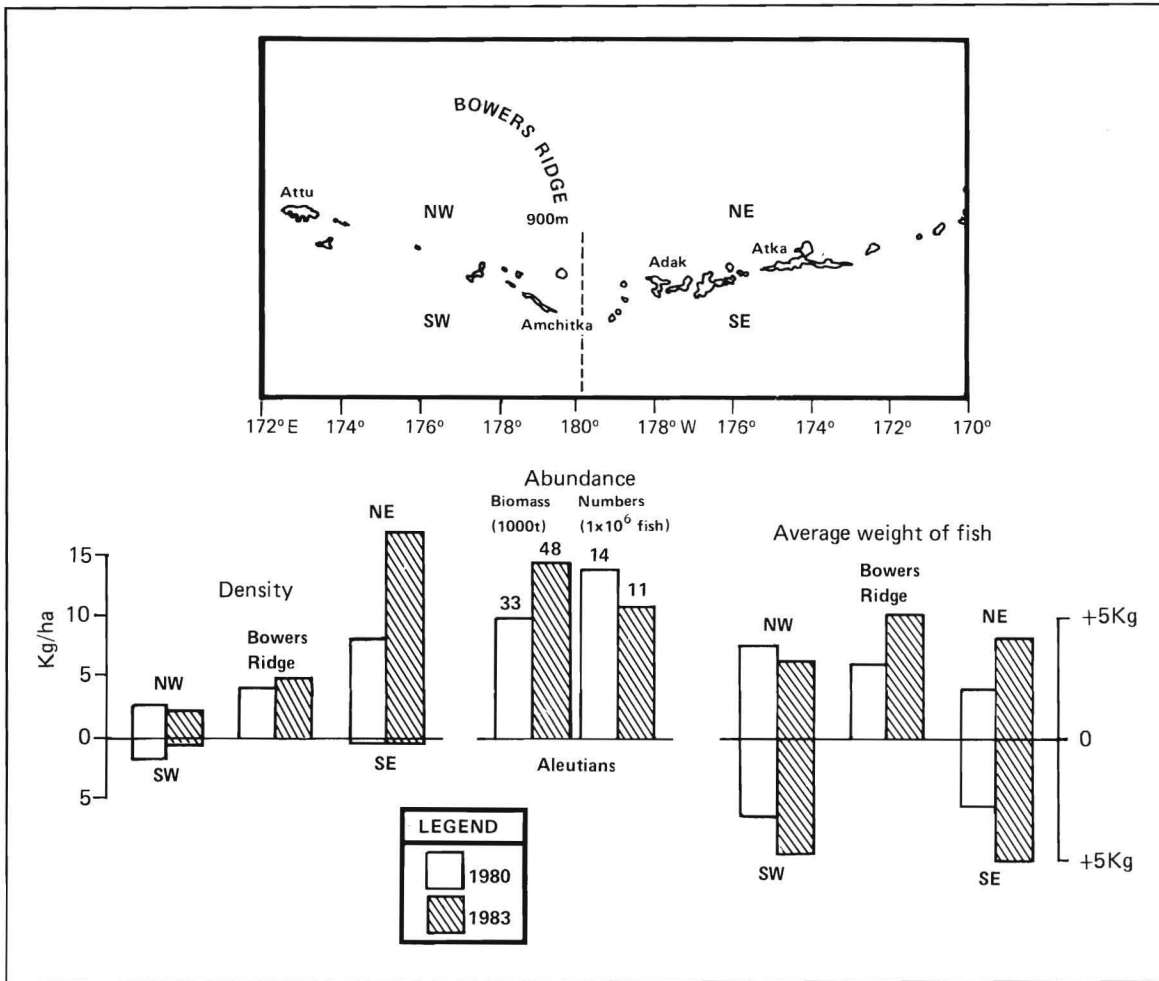 BOWERS RIDGE
Attu
NW
900m
NE
Adak
Atka
Amchitka
SW
SE
172° E 174° 176° 178° 180° 178° W 176° 174° 172° 170°
Abundance
Biomass Numbers
(1000t) (1x10⁶ fish)
NE
Average weight of fish
15
48
14
Density
Bowers
Ridge
Kg/ha
10
33
11
NW
NE
+5Kg
Bowers
Ridge
5
NW
0
0
SW
SE
Aleutians
5
SW
SE
+5Kg
LEGEND
1980
1983